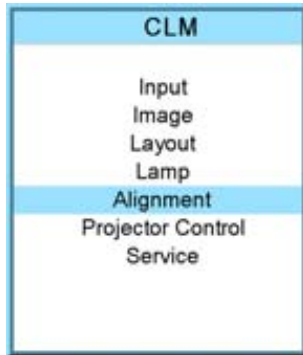 CLM
Input
Image
Layout
Lamp
Alignment
Projector Control
Service